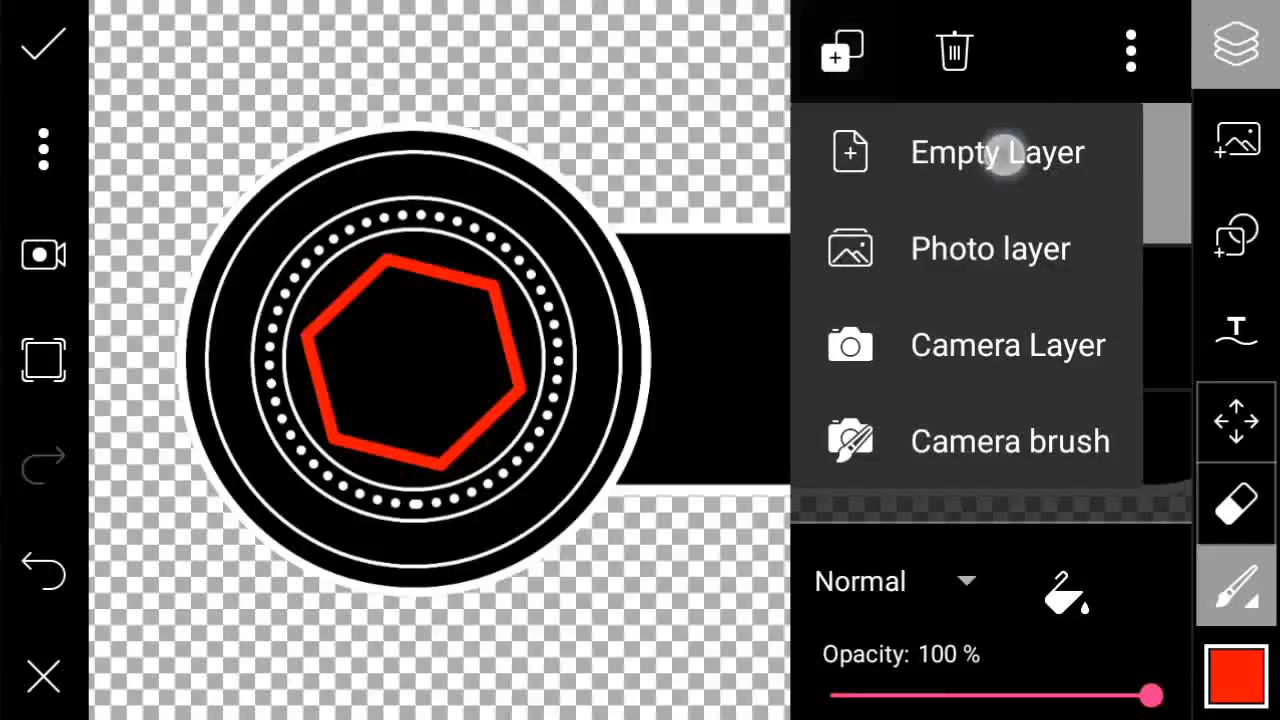 Empty Layer
Photo layer
Camera Layer
Camera brush
Normal
Opacity: 100 %
T